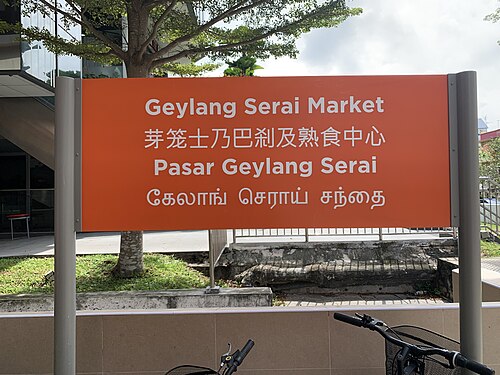 Geylang Serai Market
芽笼士乃巴刹及熟食中心
Pasar Geylang Serai
கேலாங் செராய் சந்தை